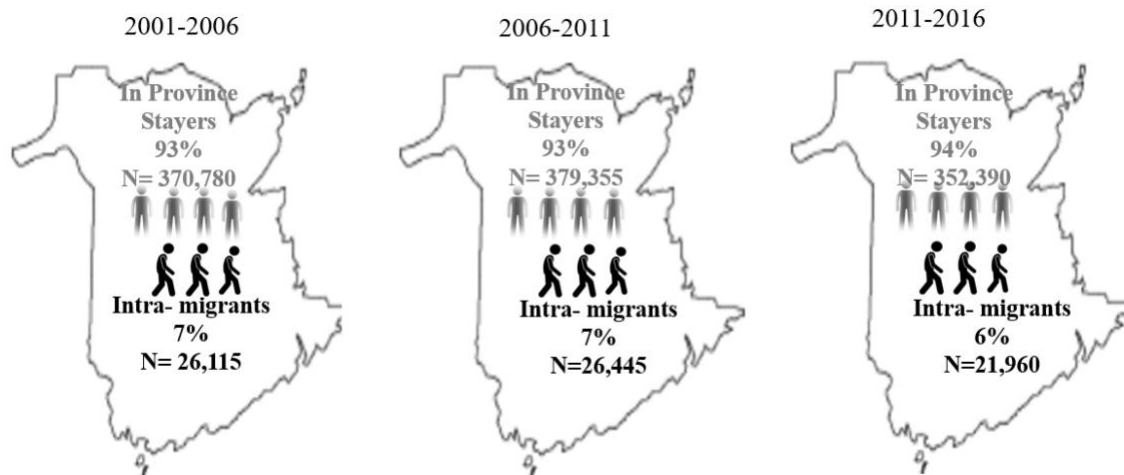 2001-2006
In Province
Stayers
93%
N= 370,780
Intra- migrants
7%
N= 26,115
2006-2011
In Province
Stayers
93%
N= 379,355
Intra- migrants
7%
N=26,445
2011-2016
In Province
Stayers
94%
N= 352,390
Intra- migrants
6%
N=21,960